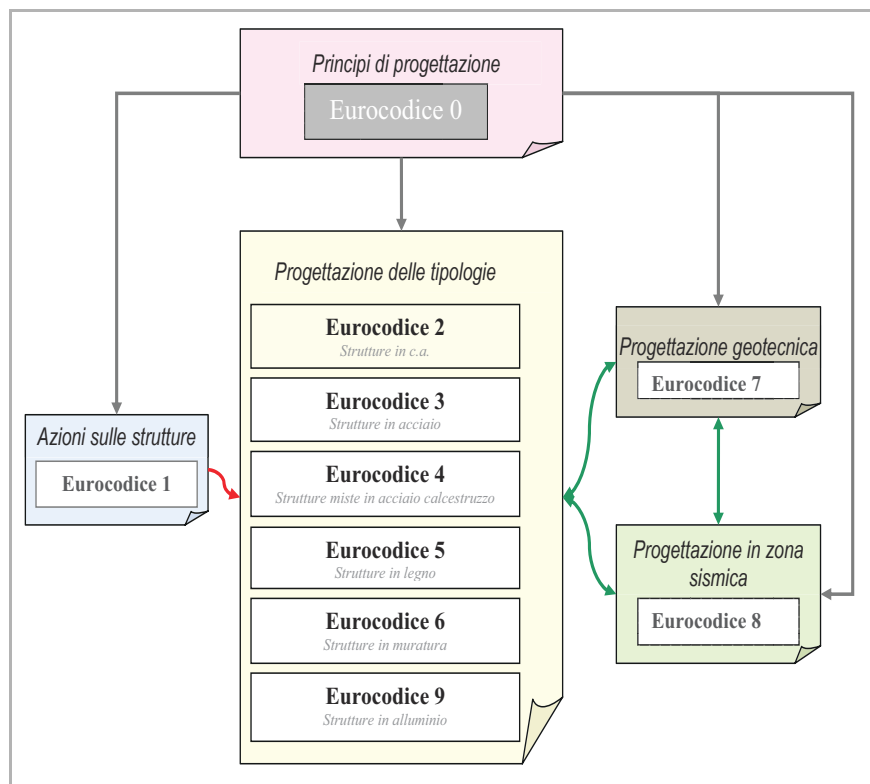 Principi di progettazione
Eurocodice 0
Progettazione delle tipologie
Eurocodice 2
Strutture in c.a.
Eurocodice 3
Strutture in acciaio
Eurocodice 4
Strutture miste in acciaio calcestruzzo
Eurocodice 5
Strutture in legno
Eurocodice 6
Strutture in muratura
Eurocodice 9
Strutture in alluminio
Azioni sulle strutture
Eurocodice 1
Progettazione geotecnica
Eurocodice 7
Progettazione in zona
sismica
Eurocodice 8